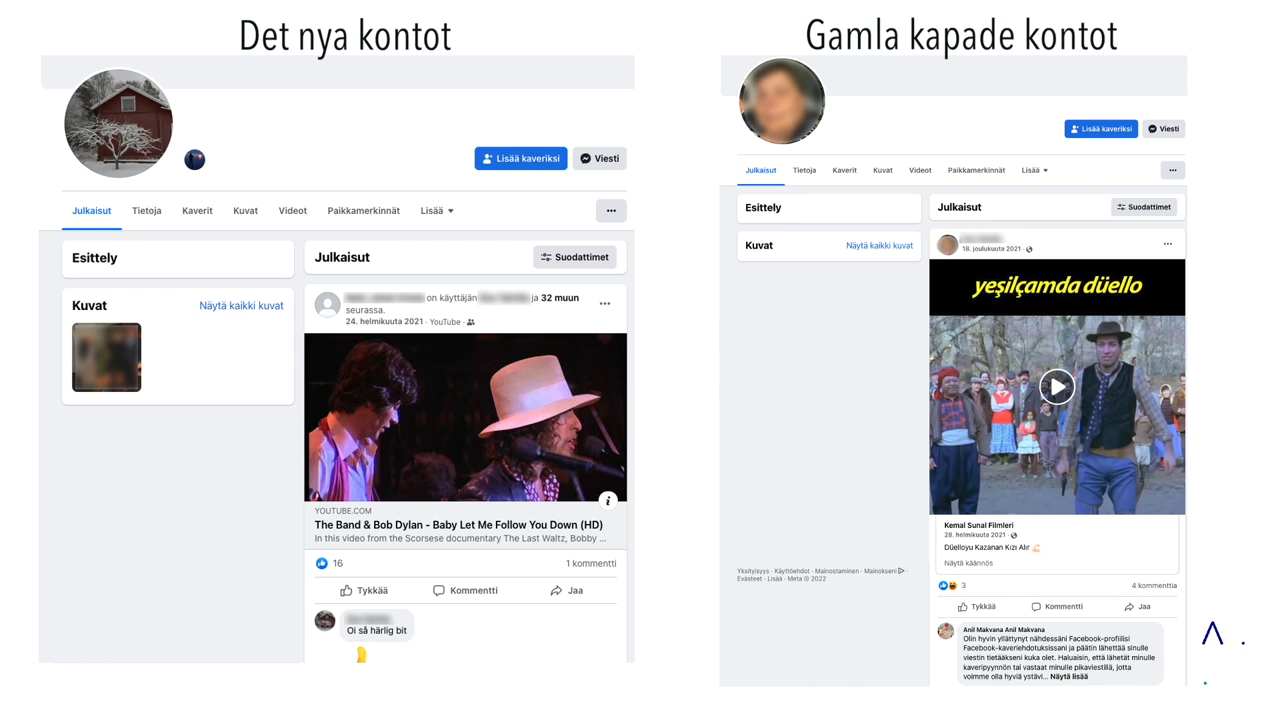 Det nya kontot
Lisää kaveriksi
Viesti
Julkaisut Tietoja Kaverit Kuvat Videot Paikkamerkinnät Lisää
Esittely
Kuvat Näytä kaikki kuvat
Julkaisut Suodattimet
on käyttäjän ja 32 muun
seurassa.
24. helmikuuta 2021 · YouTube ·
YOUTUBE.COM
The Band & Bob Dylan - Baby Let Me Follow You Down (HD)
In this video from the Scorsese documentary The Last Waltz, Bobby ...
16 1 kommentti
Tykkää Kommentti Jaa
Oi så härlig bit
Gamla kapade kontot
Lisää kaveriksi
Viesti
Julkaisut Tietoja Kaverit Kuvat Videot Paikkamerkinnät Lisää
Esittely
Kuvat Näytä kaikki kuvat
Yksityisyys · Käyttöehdot · Mainostaminen · Mainokseni ·
Evästeet · Lisää · Meta © 2022
Julkaisut Suodattimet
18. joulukuuta 2021 ·
yeşilçamda düello
Kemal Sunal Filmleri
28. helmikuuta 2021 ·
Düelloyu Kazanan Kızı Alır
Näytä käännös
3 4 kommenttia
Tykkää Kommentti Jaa
Anil Makvana Anil Makvana
Olin hyvin yllättynyt nähdessäni Facebook-profiilisi
Facebook-kaveriehdotuksissani ja päätin lähettää sinulle
viestin tietääkseni kuka olet. Haluaisin, että lähetät minulle
kaveripyynnön tai vastaat minulle pikaviestillä, jotta
voimme olla hyviä ystävi... Näytä lisää